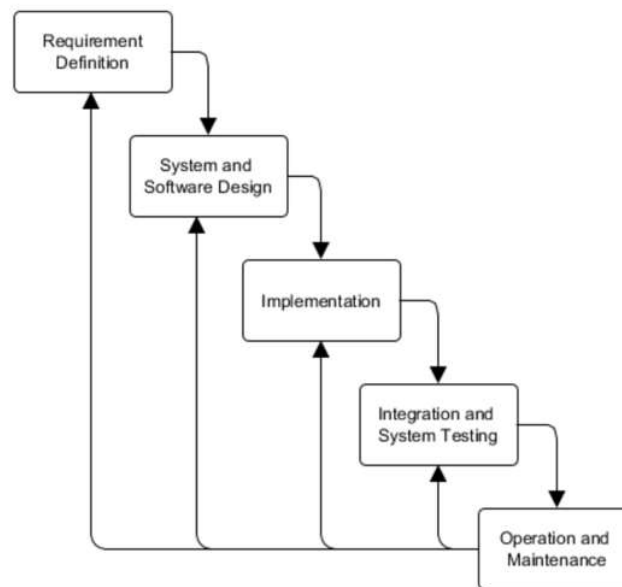 Requirement
Definition
System and
Software Design
Implementation
Integration and
System Testing
Operation and
Maintenance